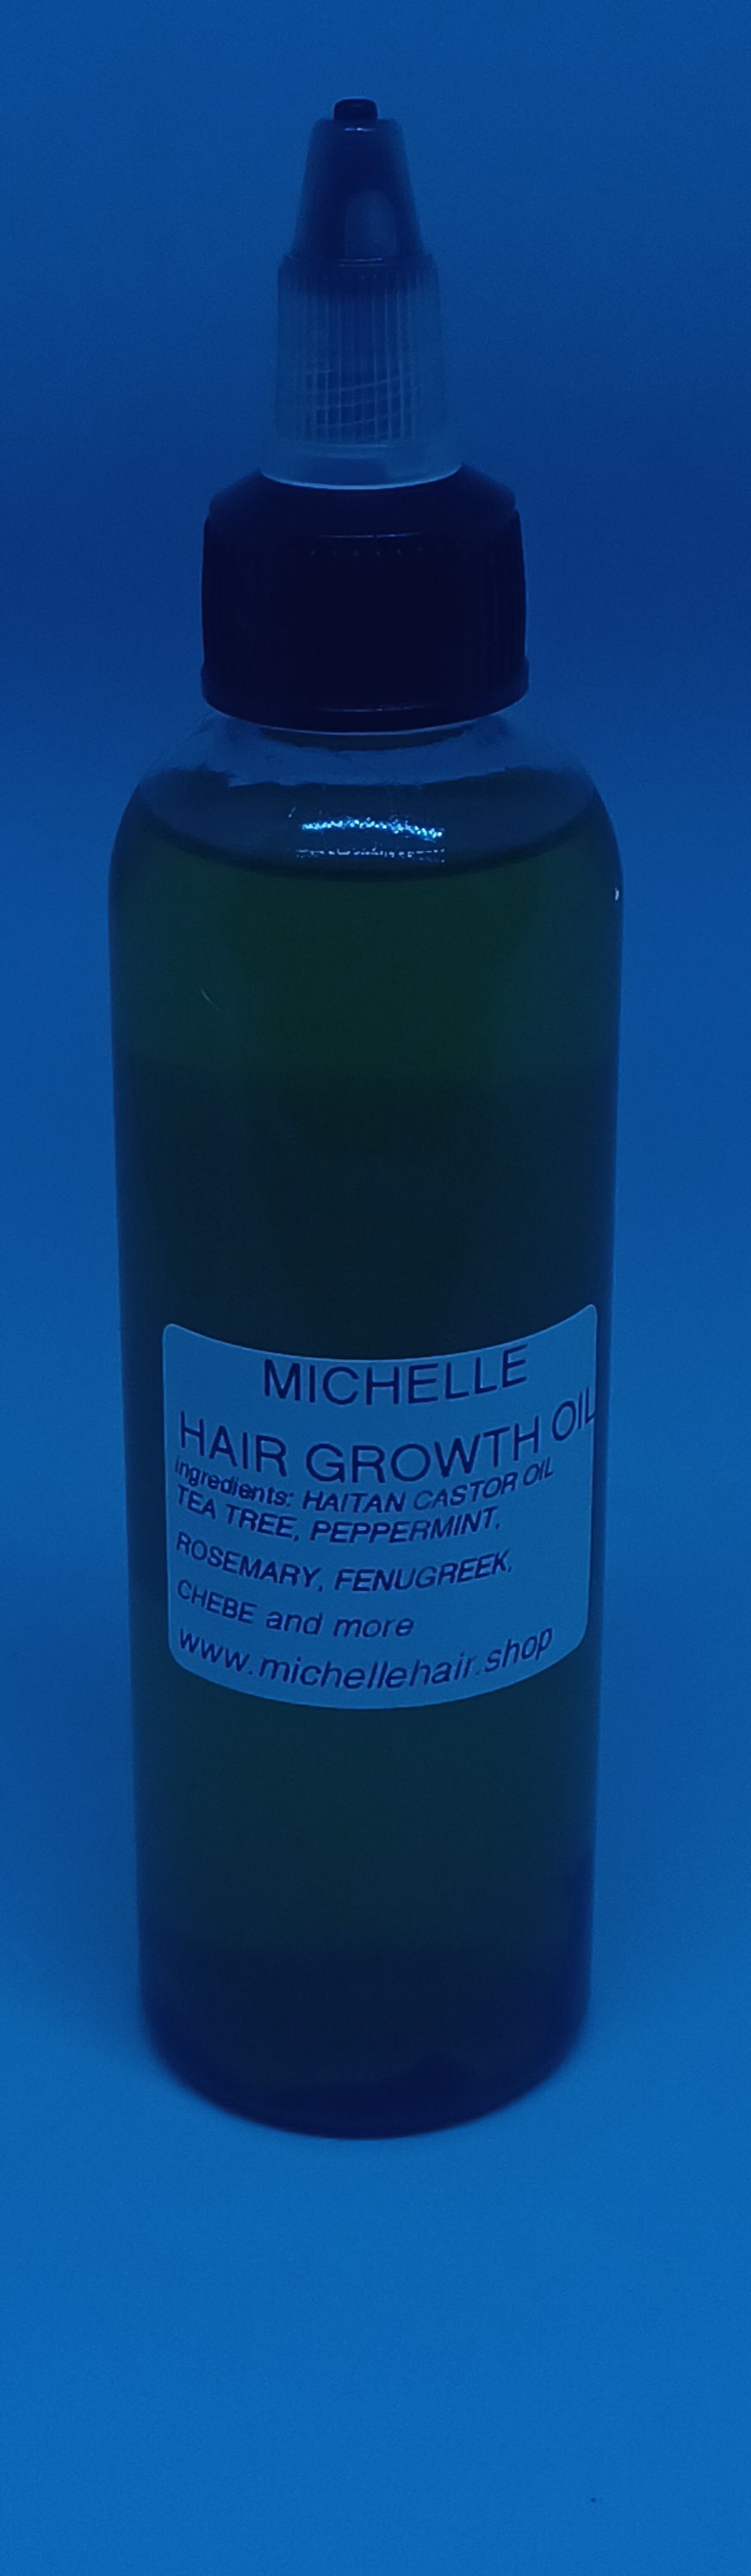 MICHELLE
HAIR GROWTH OIL
ingredients: HAITAN CASTOR OIL
TEA TREE, PEPPERMINT,
ROSEMARY, FENUGREEK,
CHEBE and more
www.michellehair.shop